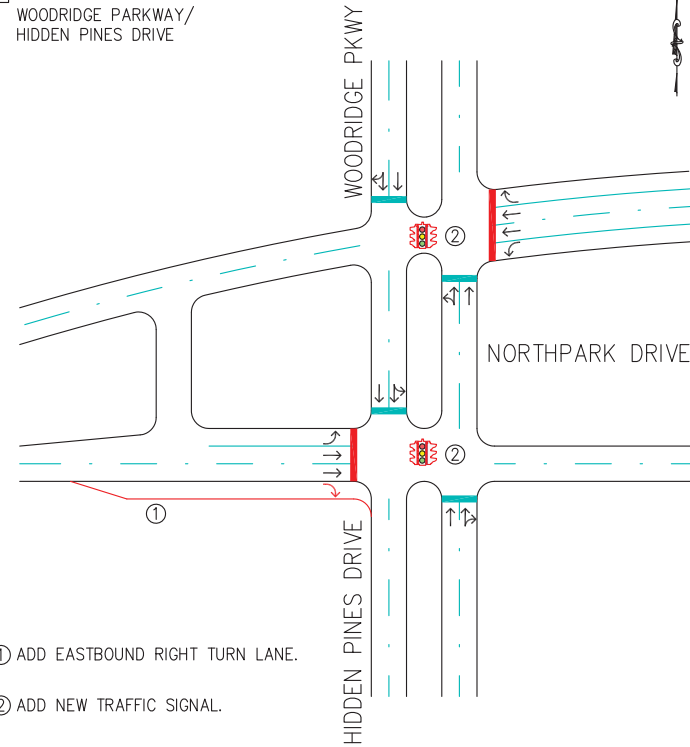 WOODRIDGE PARKWAY/
HIDDEN PINES DRIVE
WOODRIDGE PKWY
②
NORTHPARK DRIVE
②
①
HIDDEN PINES DRIVE
① ADD EASTBOUND RIGHT TURN LANE.
② ADD NEW TRAFFIC SIGNAL.